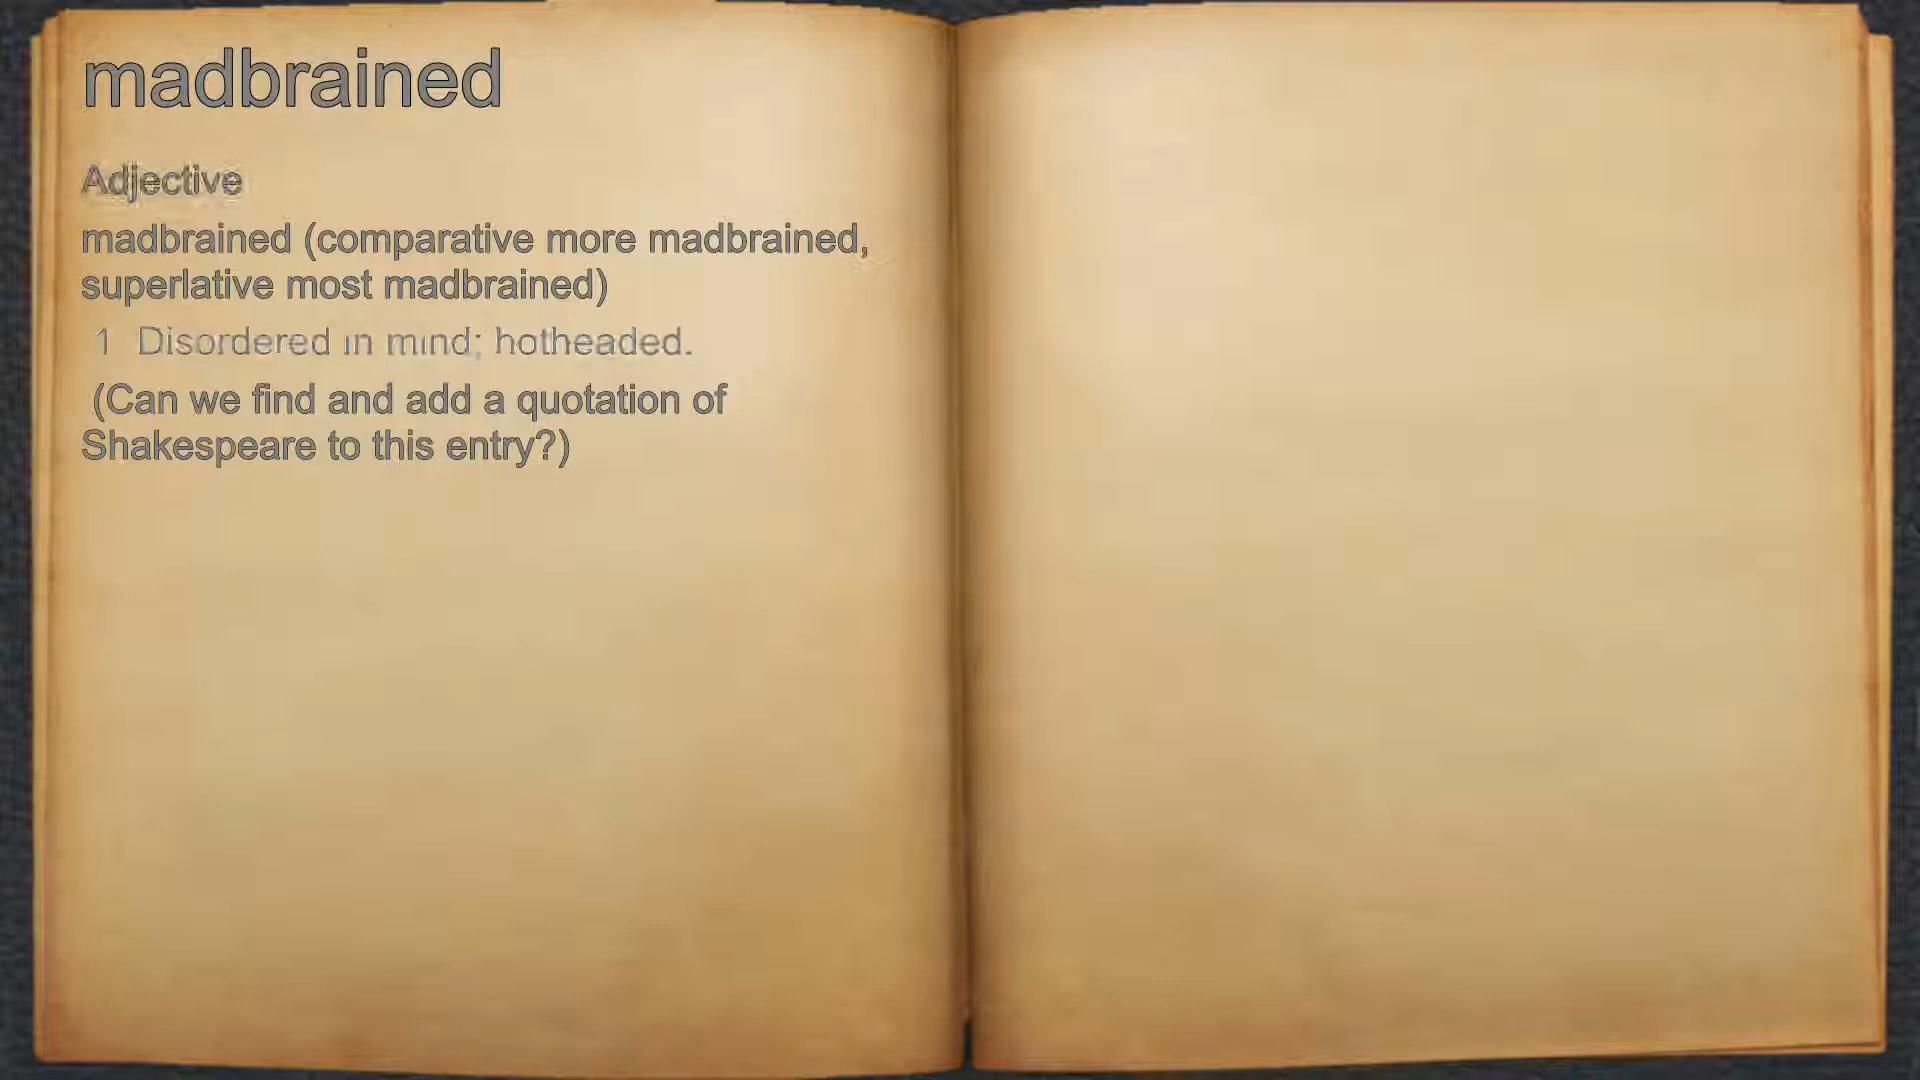 madbrained
Adjective
madbrained (comparative more madbrained,
superlative most madbrained)
1 Disordered in mind; hotheaded.
(Can we find and add a quotation of
Shakespeare to this entry?)